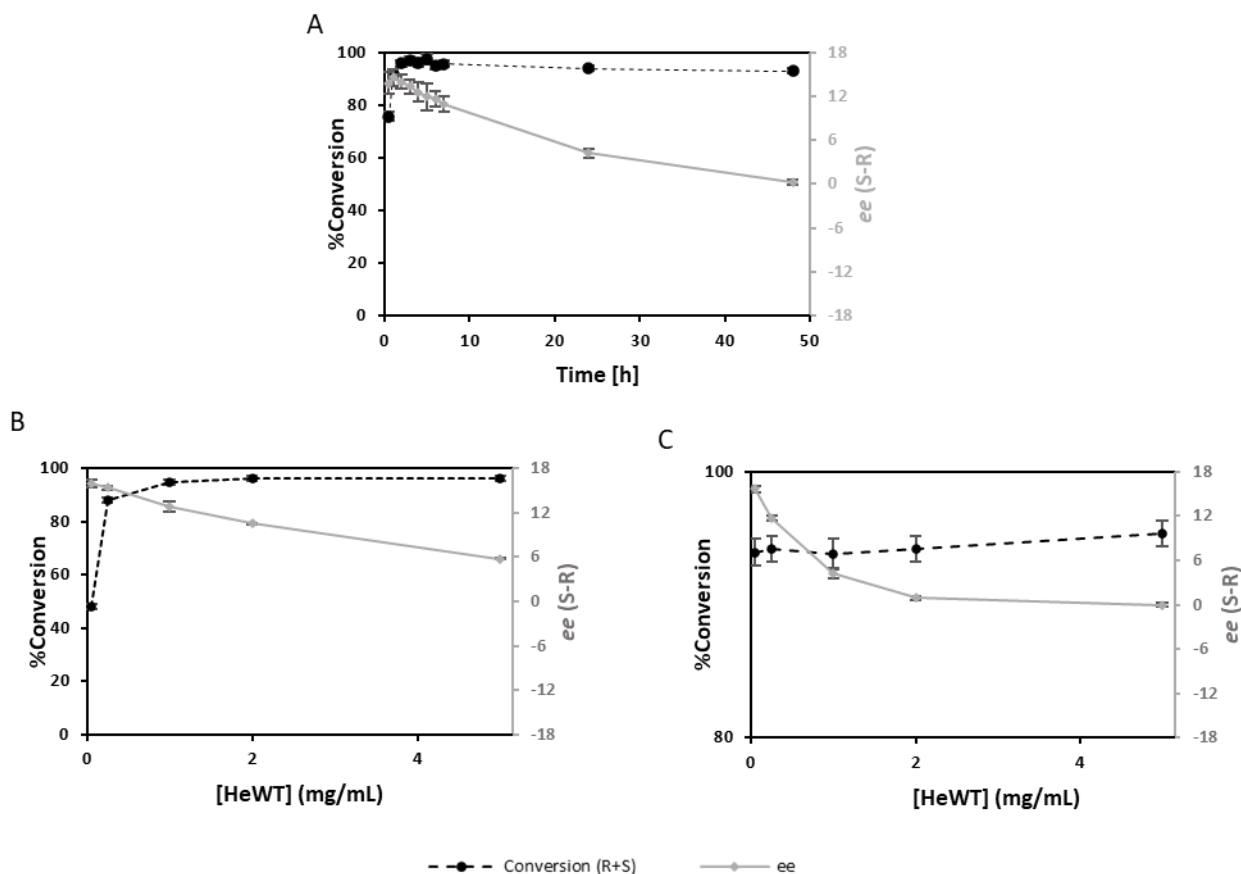 A
100
80
60
40
20
0
%Conversion
18
12
6
0
-6
-12
-18
ee (S-R)
0 10 20 30 40 50
Time [h]
B
100
80
60
40
20
0
%Conversion
18
12
6
0
-6
-12
-18
ee (S-R)
0 2 4
[HeWT] (mg/mL)
C
100
80
%Conversion
18
12
6
0
-6
-12
-18
ee (S-R)
0 2 4
[HeWT] (mg/mL)
Conversion (R+S) ee